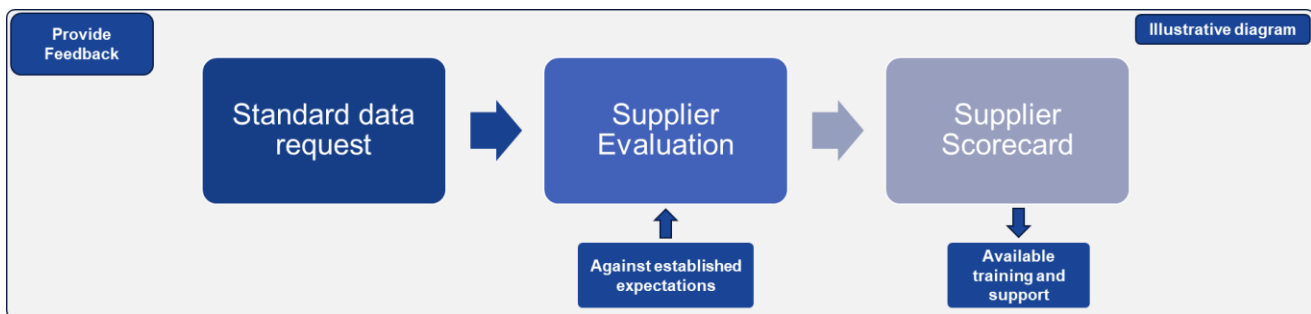 Provide
Feedback
Illustrative diagram
Standard data
request
Supplier
Evaluation
Supplier
Scorecard
Against established
expectations
Available
training and
support